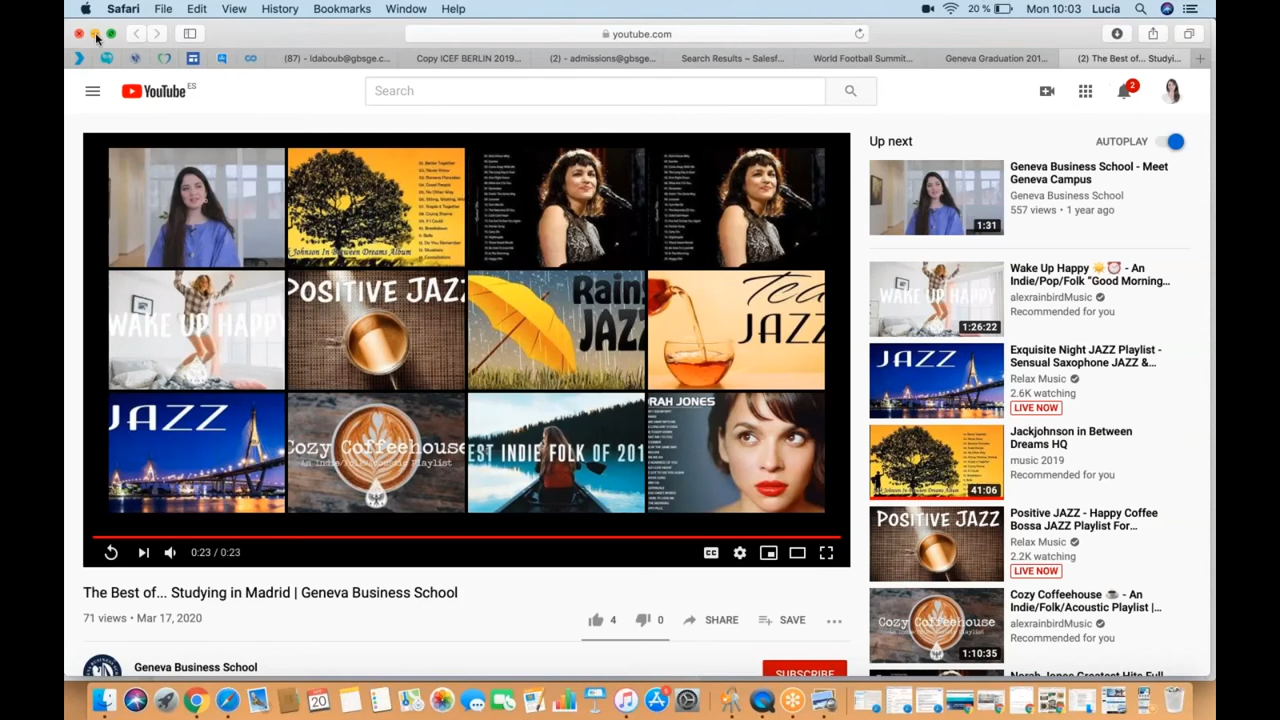 Safari File Edit View History Bookmarks Window Help 20 % Mon 10:03 Lucia
youtube.com
(87) - ldaboub@gbsge.c... Copy ICEF BERLIN 2019... (2) - admissions@gbsge... Search Results ~ Salesf... World Football Summit... Geneva Graduation 201... (2) The Best of... Studyi...
YouTube ES
Search
2
Johnson In Between Dreams Album
WAKE UP HAPPY
POSITIVE JAZZ
Rain
JAZZ
Tea
JAZZ
JAZZ
Cozy Coffeehouse
An Indie/Folk/Acoustic Playlist
EST INDIE FOLK OF 201
RAH JONES
0:23 / 0:23
The Best of... Studying in Madrid | Geneva Business School
71 views • Mar 17, 2020
4 0 SHARE SAVE
Geneva Business School
SUBSCRIBE
Up next AUTOPLAY
1:31
Geneva Business School - Meet
Geneva Campus
Geneva Business School
557 views • 1 year ago
WAKE UP HAPPY
1:26:22
Wake Up Happy ☀️⏰ - An
Indie/Pop/Folk “Good Morning...
alexrainbirdMusic
Recommended for you
JAZZ
Exquisite Night JAZZ Playlist -
Sensual Saxophone JAZZ &...
Relax Music
2.6K watching
LIVE NOW
41:06
Jackjohnson in Between
Dreams HQ
music 2019
Recommended for you
POSITIVE JAZZ
Positive JAZZ - Happy Coffee
Bossa JAZZ Playlist For...
Relax Music
2.2K watching
LIVE NOW
Cozy Coffeehouse
1:10:35
Cozy Coffeehouse ☕ - An
Indie/Folk/Acoustic Playlist |...
alexrainbirdMusic
Recommended for you
Norah Jones Greatest Hits Full
20